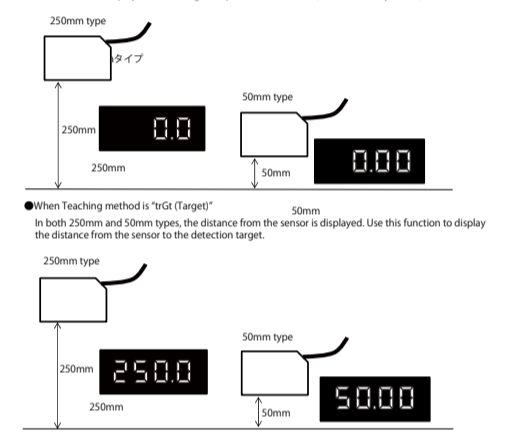 250mm type
タイプ
250mm
0.0
250mm
50mm type
50mm
0.00
●When Teaching method is "trGt (Target)"
50mm
In both 250mm and 50mm types, the distance from the sensor is displayed. Use this function to display
the distance from the sensor to the detection target.
250mm type
250mm
250.0
250mm
50mm type
50mm
50.00